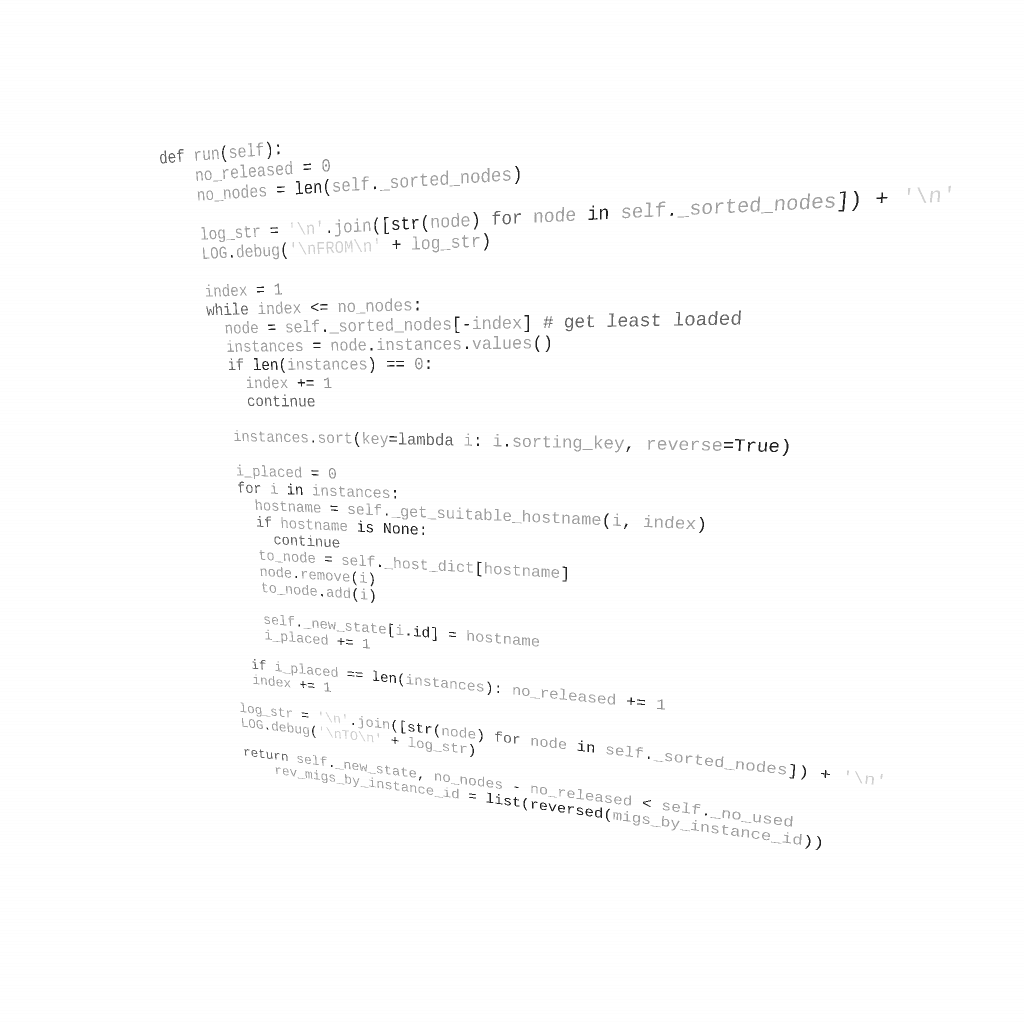 def run(self):
    no_released = 0
    no_nodes = len(self._sorted_nodes)

    log_str = '\n'.join([str(node) for node in self._sorted_nodes]) + '\n'
    LOG.debug('\nFROM\n' + log_str)

    index = 1
    while index <= no_nodes:
      node = self._sorted_nodes[-index] # get least loaded
      instances = node.instances.values()
      if len(instances) == 0:
        index += 1
        continue

      instances.sort(key=lambda i: i.sorting_key, reverse=True)

      i_placed = 0
      for i in instances:
        hostname = self._get_suitable_hostname(i, index)
        if hostname is None:
          continue
        to_node = self._host_dict[hostname]
        node.remove(i)
        to_node.add(i)

        self._new_state[i.id] = hostname
        i_placed += 1

      if i_placed == len(instances): no_released += 1
      index += 1

    log_str = '\n'.join([str(node) for node in self._sorted_nodes]) + '\n'
    LOG.debug('\nTO\n' + log_str)

    return self._new_state, no_nodes - no_released < self._no_used
        rev_migs_by_instance_id = list(reversed(migs_by_instance_id))